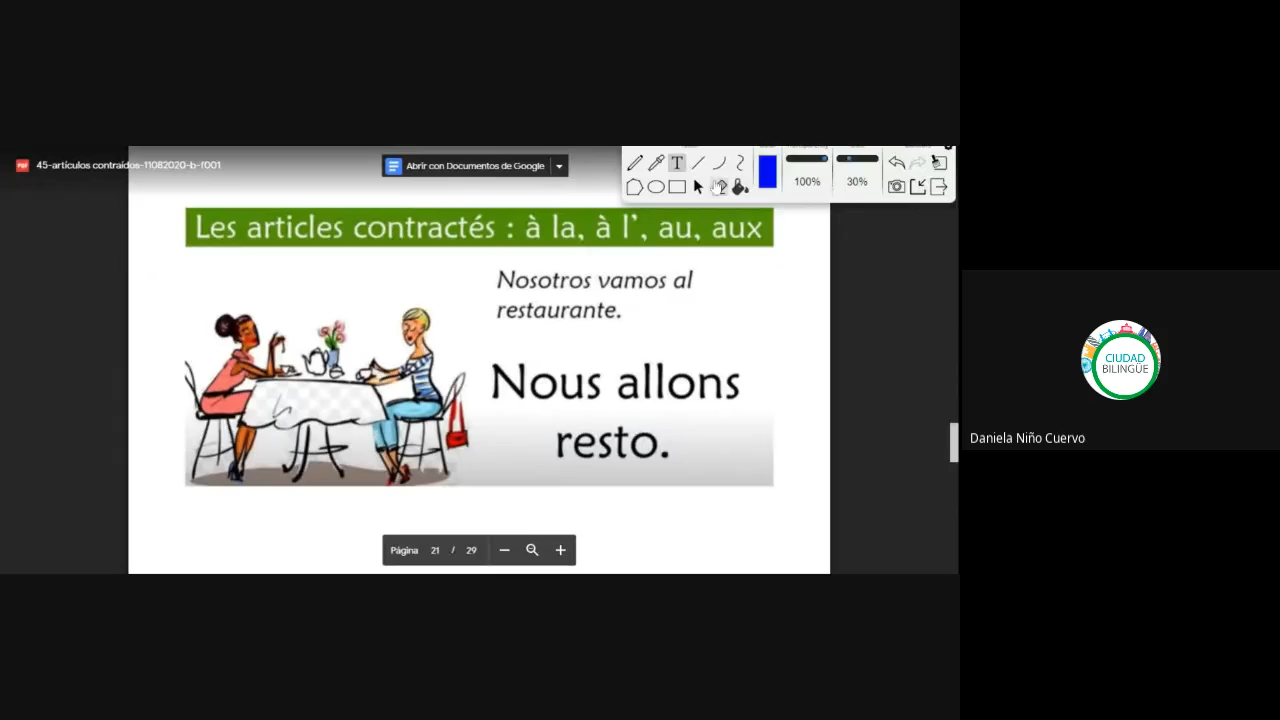 45-artículos contraídos-11082020-b-f001
Abrir con Documentos de Google
100%
30%
Les articles contractés : à la, à l', au, aux
Nosotros vamos al
restaurante.
Nous allons
resto.
CIUDAD
BILINGÜE
Daniela Niño Cuervo
Página 21 / 29